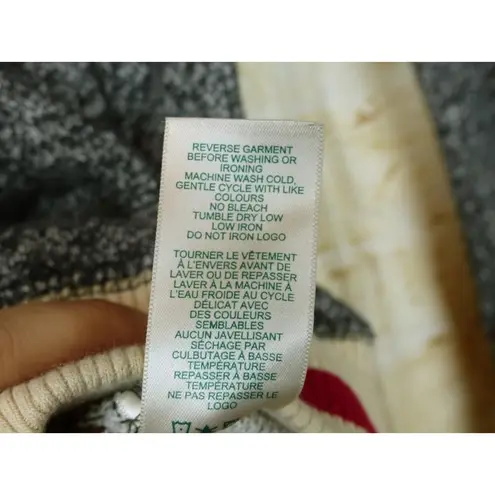 REVERSE GARMENT
BEFORE WASHING OR
IRONING
MACHINE WASH COLD,
GENTLE CYCLE WITH LIKE
COLOURS
NO BLEACH
TUMBLE DRY LOW
LOW IRON
DO NOT IRON LOGO
TOURNER LE VÊTEMENT
À L'ENVERS AVANT DE
LAVER OU DE REPASSER
LAVER À LA MACHINE À
L'EAU FROIDE AU CYCLE
DÉLICAT AVEC
DES COULEURS
SEMBLABLES
AUCUN JAVELLISANT
SÉCHAGE PAR
CULBUTAGE À BASSE
TEMPÉRATURE
REPASSER À BASSE
TEMPÉRATURE
NE PAS REPASSER LE
LOGO